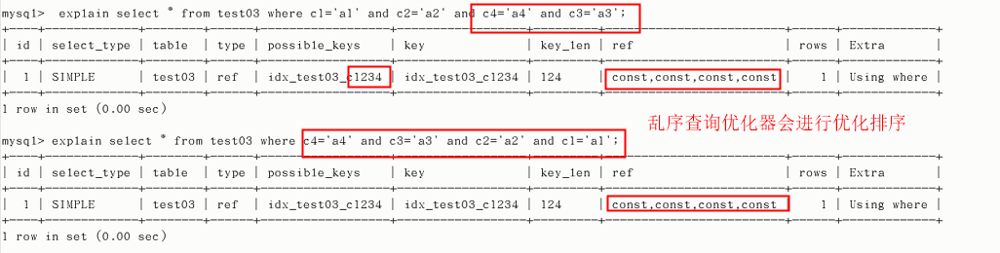 mysql>  explain select * from test03 where c1='a1' and c2='a2' and c4='a4' and c3='a3';
+----+-------------+--------+------+-----------------+-----------------+---------+-------------------------+------+-------------+
| id | select_type | table  | type | possible_keys   | key             | key_len | ref                     | rows | Extra       |
+----+-------------+--------+------+-----------------+-----------------+---------+-------------------------+------+-------------+
|  1 | SIMPLE      | test03 | ref  | idx_test03_c1234 | idx_test03_c1234 | 124     | const,const,const,const |    1 | Using where |
+----+-------------+--------+------+-----------------+-----------------+---------+-------------------------+------+-------------+
1 row in set (0.00 sec)
乱序查询优化器会进行优化排序
mysql> explain select * from test03 where c4='a4' and c3='a3' and c2='a2' and c1='a1';
+----+-------------+--------+------+-----------------+-----------------+---------+-------------------------+------+-------------+
| id | select_type | table  | type | possible_keys   | key             | key_len | ref                     | rows | Extra       |
+----+-------------+--------+------+-----------------+-----------------+---------+-------------------------+------+-------------+
|  1 | SIMPLE      | test03 | ref  | idx_test03_c1234 | idx_test03_c1234 | 124     | const,const,const,const |    1 | Using where |
+----+-------------+--------+------+-----------------+-----------------+---------+-------------------------+------+-------------+
1 row in set (0.00 sec)